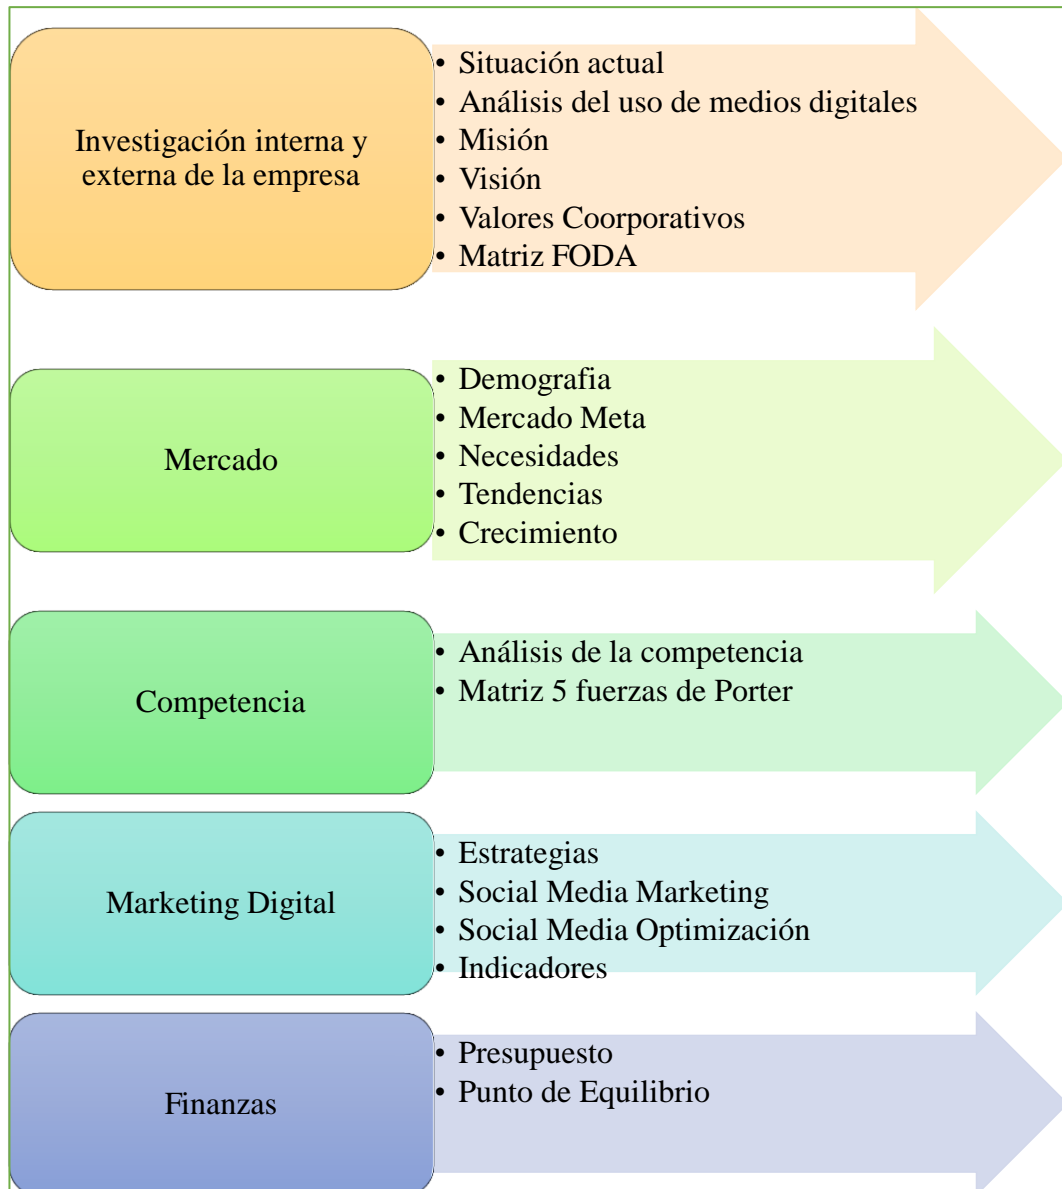 Investigación interna y
externa de la empresa
• Situación actual
• Análisis del uso de medios digitales
• Misión
• Visión
• Valores Coorporativos
• Matriz FODA
Mercado
• Demografia
• Mercado Meta
• Necesidades
• Tendencias
• Crecimiento
Competencia
• Análisis de la competencia
• Matriz 5 fuerzas de Porter
Marketing Digital
• Estrategias
• Social Media Marketing
• Social Media Optimización
• Indicadores
Finanzas
• Presupuesto
• Punto de Equilibrio